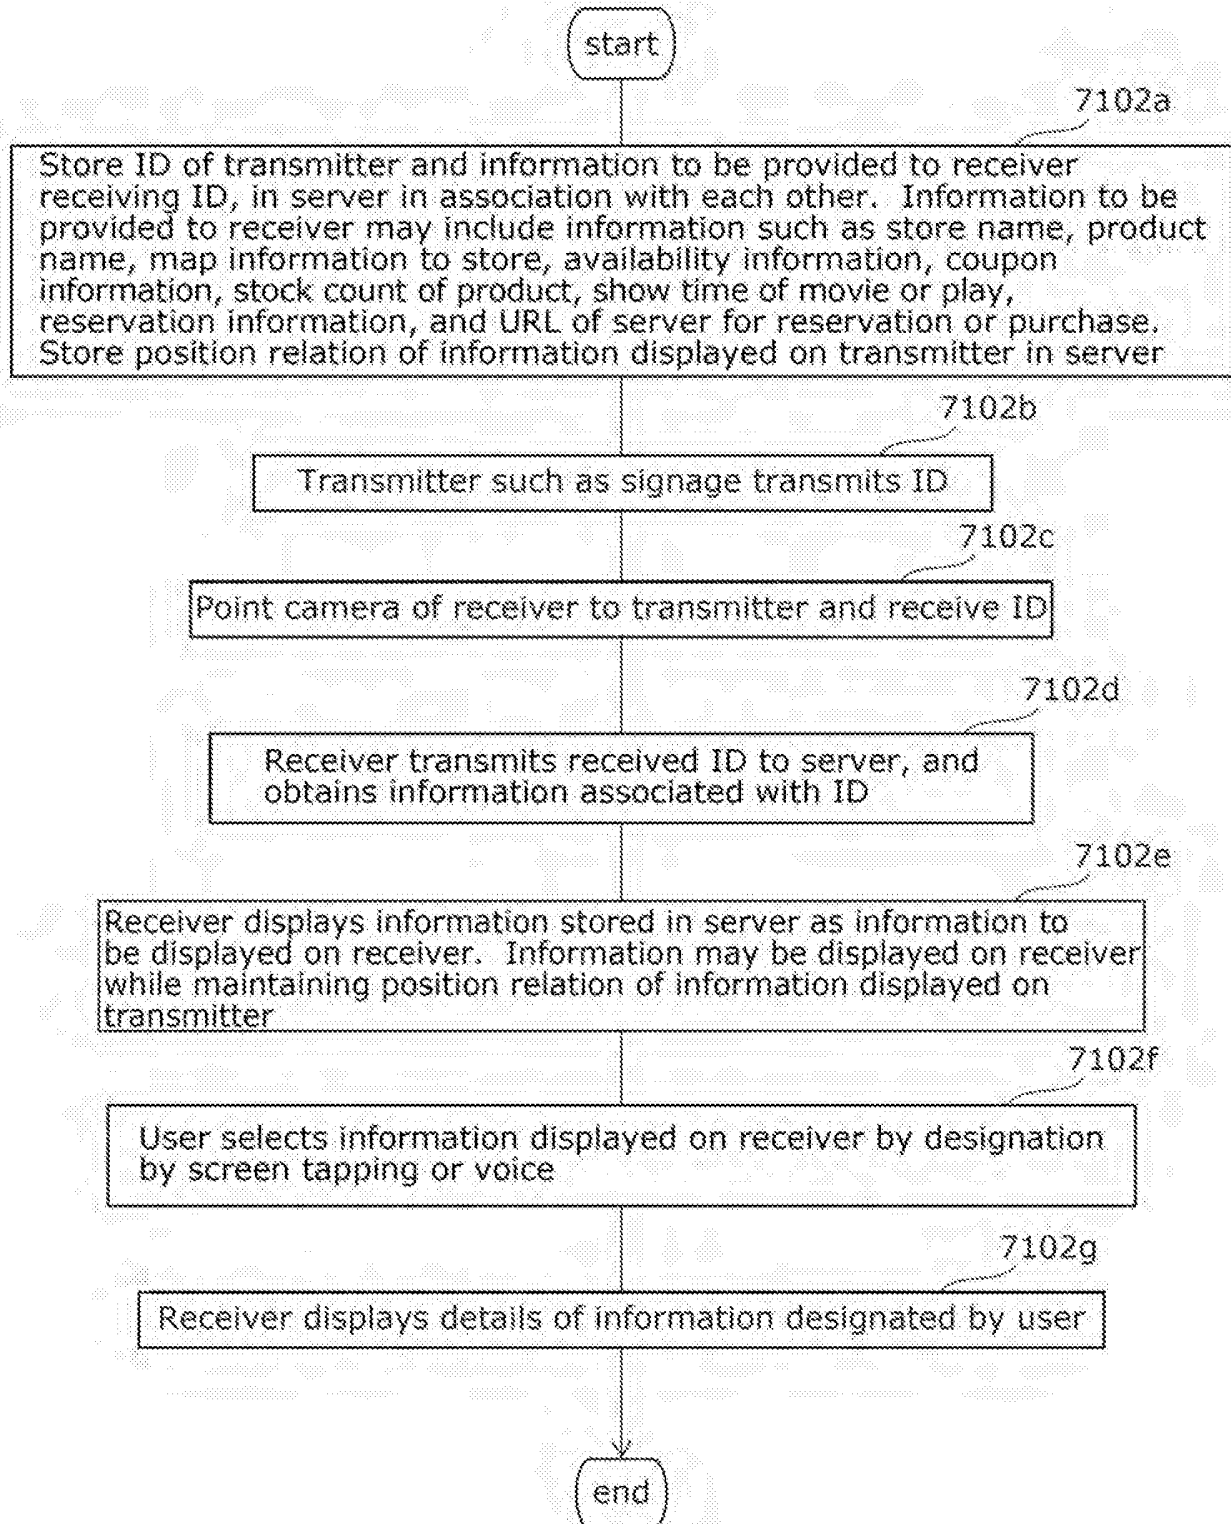 start
7102a
Store ID of transmitter and information to be provided to receiver
receiving ID, in server in association with each other. Information to be
provided to receiver may include information such as store name, product
name, map information to store, availability information, coupon
information, stock count of product, show time of movie or play,
reservation information, and URL of server for reservation or purchase.
Store position relation of information displayed on transmitter in server
7102b
Transmitter such as signage transmits ID
7102c
Point camera of receiver to transmitter and receive ID
7102d
Receiver transmits received ID to server, and
obtains information associated with ID
7102e
Receiver displays information stored in server as information to
be displayed on receiver. Information may be displayed on receiver
while maintaining position relation of information displayed on
transmitter
7102f
User selects information displayed on receiver by designation
by screen tapping or voice
7102g
Receiver displays details of information designated by user
end